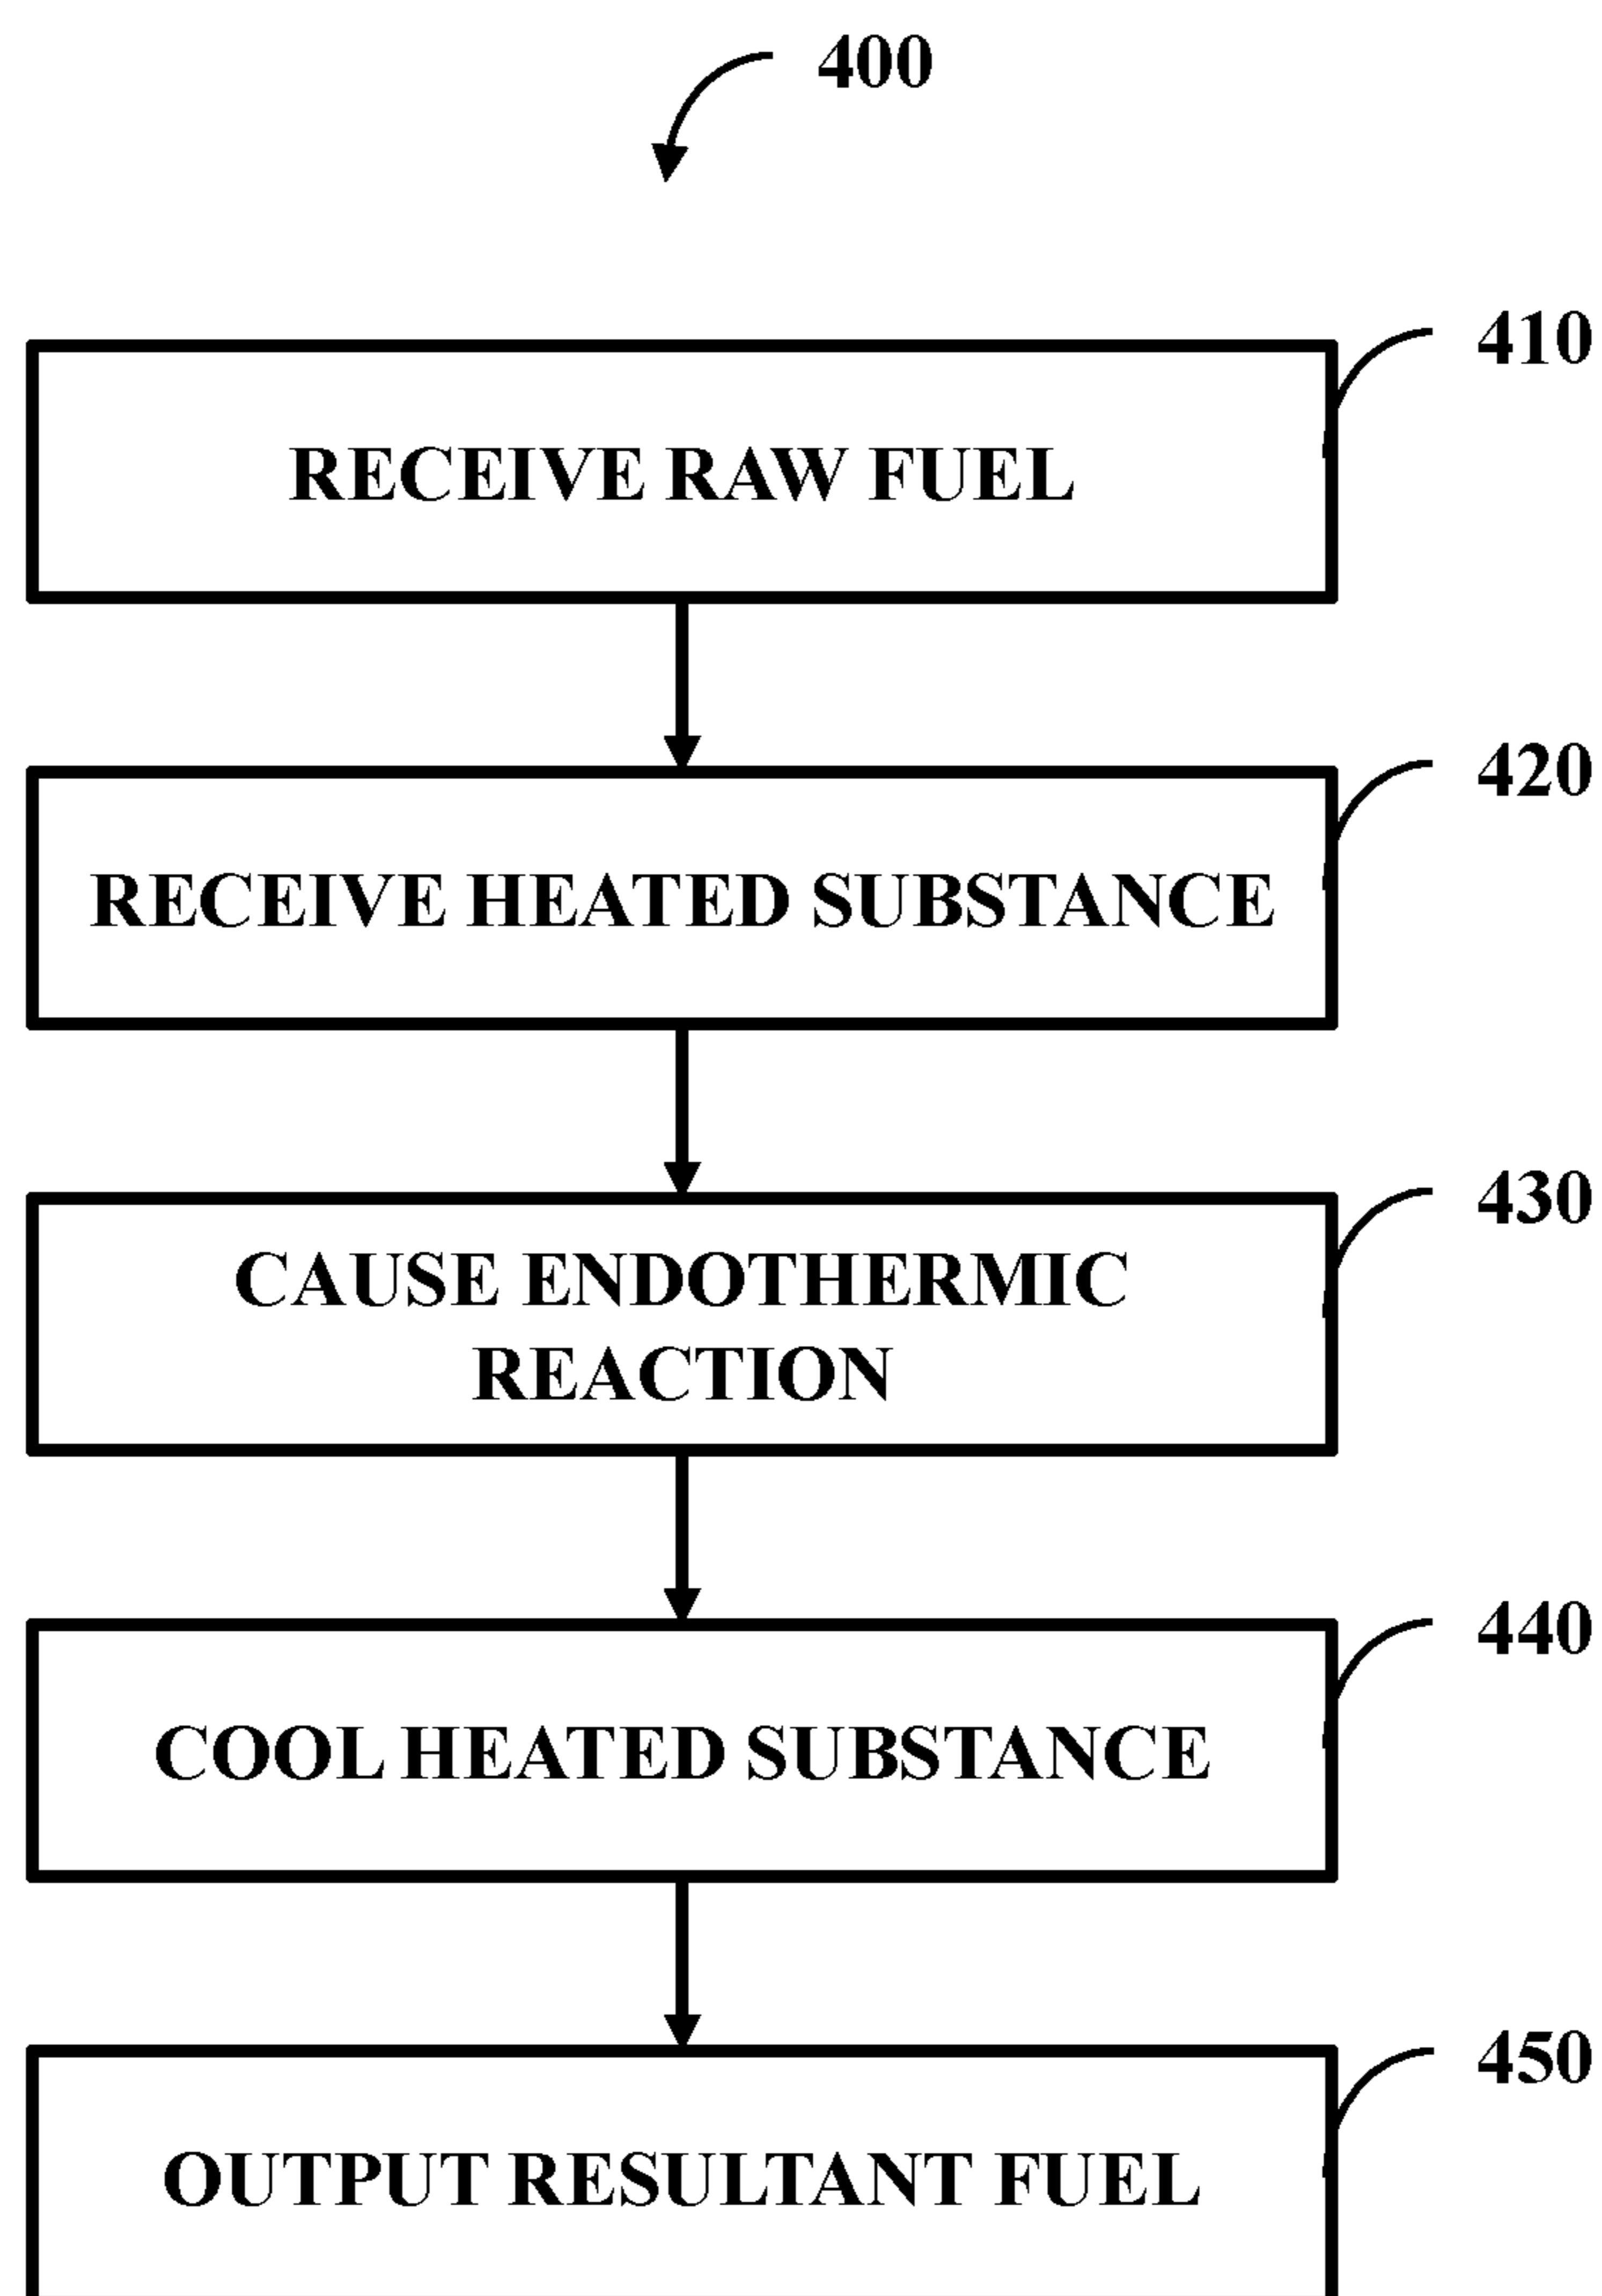 400
410
RECEIVE RAW FUEL
420
RECEIVE HEATED SUBSTANCE
430
CAUSE ENDOTHERMIC
REACTION
440
COOL HEATED SUBSTANCE
450
OUTPUT RESULTANT FUEL